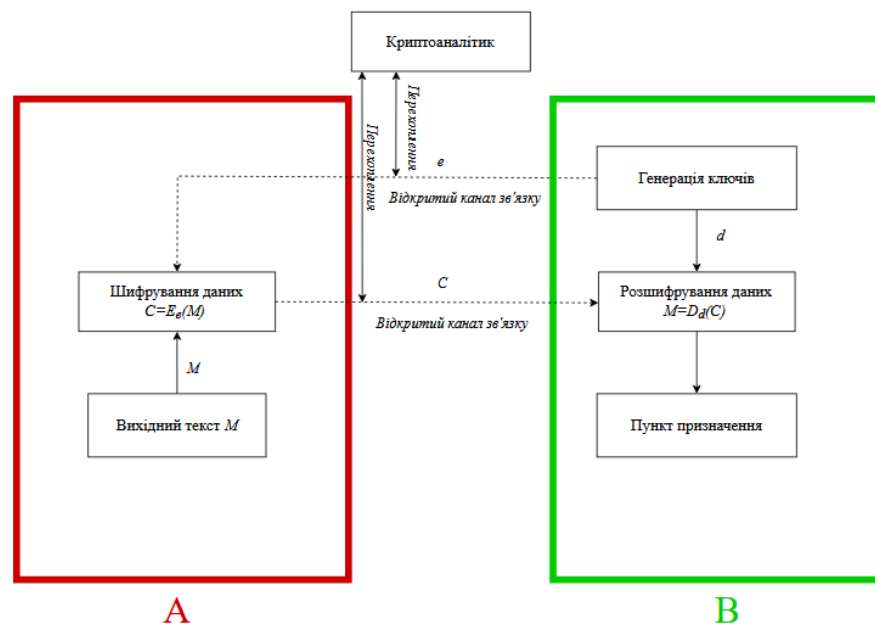 Криптоаналітик
Перехоплення
Перехоплення
e
Відкритий канал зв'язку
Генерація ключів
d
Шифрування даних
C=Eₑ(M)
C
Відкритий канал зв'язку
Розшифрування даних
M=D_d(C)
M
Вихідний текст M
Пункт призначення
A
B